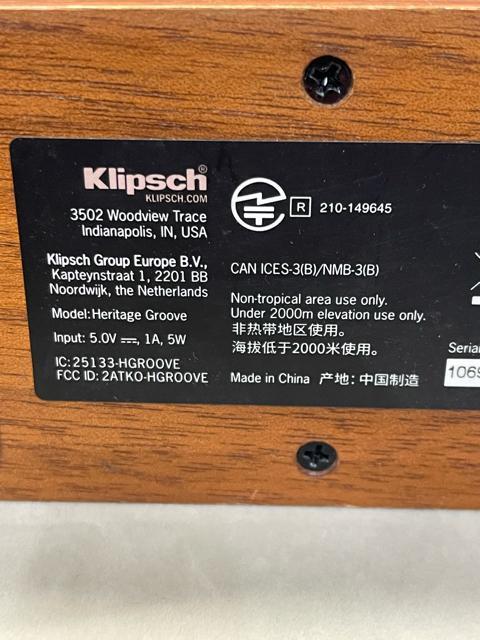 Klipsch®
KLIPSCH.COM
3502 Woodview Trace
Indianapolis, IN, USA
Klipsch Group Europe B.V.,
Kapteynstraat 1, 2201 BB
Noordwijk, the Netherlands
Model:Heritage Groove
Input: 5.0V⎓, 1A, 5W
IC:25133-HGROOVE
FCC ID: 2ATKO-HGROOVE
R 210-149645
CAN ICES-3(B)/NMB-3(B)
Non-tropical area use only.
Under 2000m elevation use only.
非热带地区使用。
海拔低于2000米使用。
Made in China 产地:中国制造
Serial